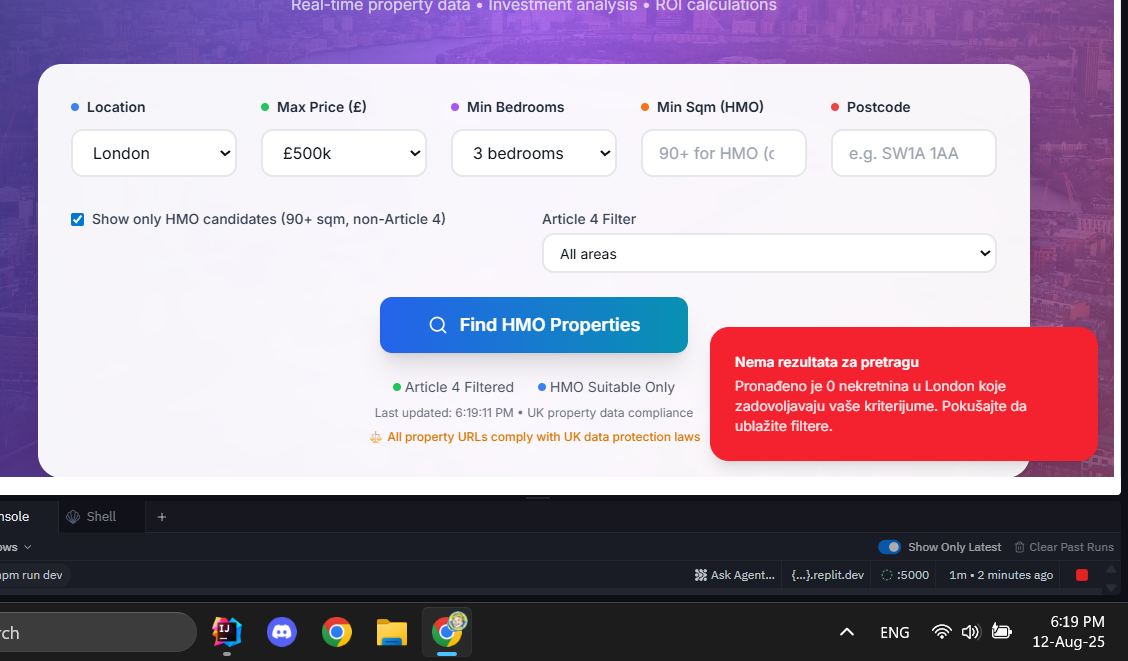 Real-time property data • Investment analysis • ROI calculations
Location
Max Price (£)
Min Bedrooms
Min Sqm (HMO)
Postcode
London
£500k
3 bedrooms
90+ for HMO (c
e.g. SW1A 1AA
Show only HMO candidates (90+ sqm, non-Article 4)
Article 4 Filter
All areas
Find HMO Properties
Article 4 Filtered
HMO Suitable Only
Last updated: 6:19:11 PM • UK property data compliance
All property URLs comply with UK data protection laws
Nema rezultata za pretragu
Pronađeno je 0 nekretnina u London koje
zadovoljavaju vaše kriterijume. Pokušajte da
ublažite filtere.
nsole
Shell
+
ows
Show Only Latest
Clear Past Runs
npm run dev
Ask Agent...
{...}.replit.dev
:5000
1m • 2 minutes ago
rch
IJ
ENG
6:19 PM
12-Aug-25